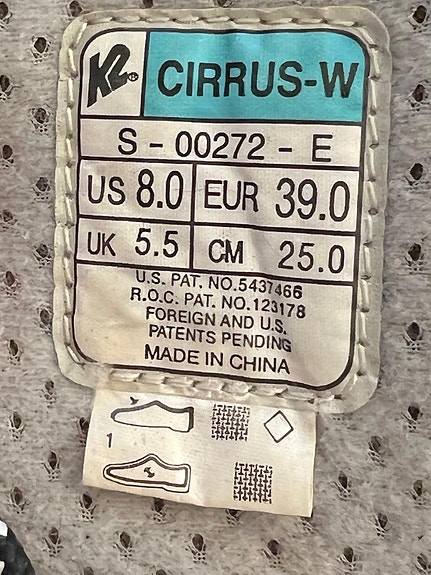 K2® CIRRUS-W
S - 00272 - E
US 8.0 EUR 39.0
UK 5.5 CM 25.0
U.S. PAT. NO.5437466
R.O.C. PAT. NO.123178
FOREIGN AND U.S.
PATENTS PENDING
MADE IN CHINA
1